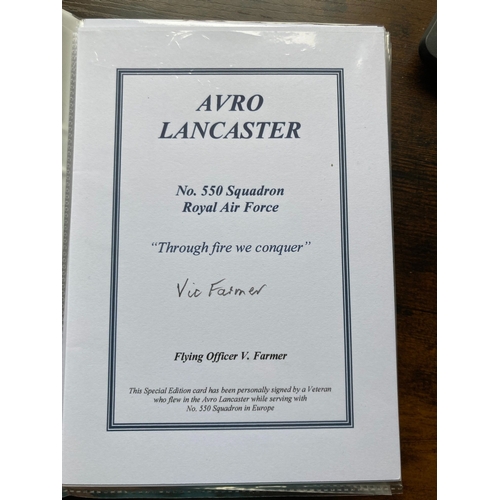 AVRO
LANCASTER
No. 550 Squadron
Royal Air Force
"Through fire we conquer"
Vic Farmer
Flying Officer V. Farmer
This Special Edition card has been personally signed by a Veteran
who flew in the Avro Lancaster while serving with
No. 550 Squadron in Europe